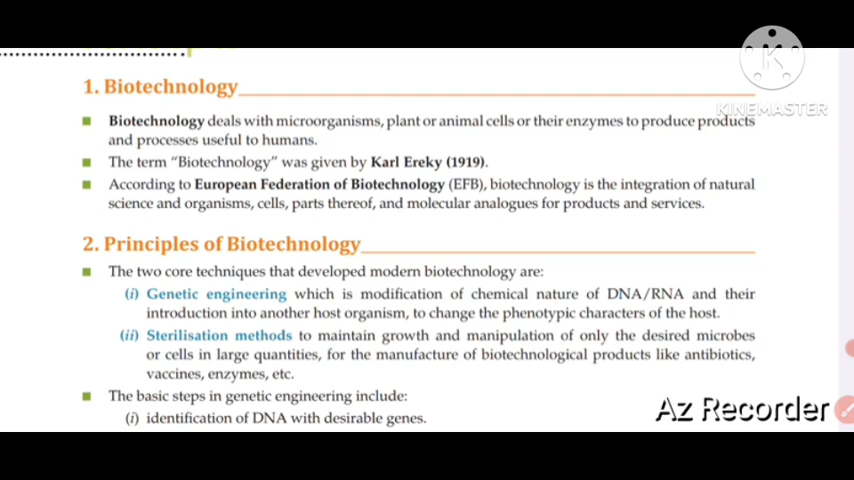 KINEMASTER
1. Biotechnology
Biotechnology deals with microorganisms, plant or animal cells or their enzymes to produce products
and processes useful to humans.
The term “Biotechnology” was given by Karl Ereky (1919).
According to European Federation of Biotechnology (EFB), biotechnology is the integration of natural
science and organisms, cells, parts thereof, and molecular analogues for products and services.
2. Principles of Biotechnology
The two core techniques that developed modern biotechnology are:
(i) Genetic engineering which is modification of chemical nature of DNA/RNA and their
introduction into another host organism, to change the phenotypic characters of the host.
(ii) Sterilisation methods to maintain growth and manipulation of only the desired microbes
or cells in large quantities, for the manufacture of biotechnological products like antibiotics,
vaccines, enzymes, etc.
The basic steps in genetic engineering include:
(i) identification of DNA with desirable genes.
Az Recorder